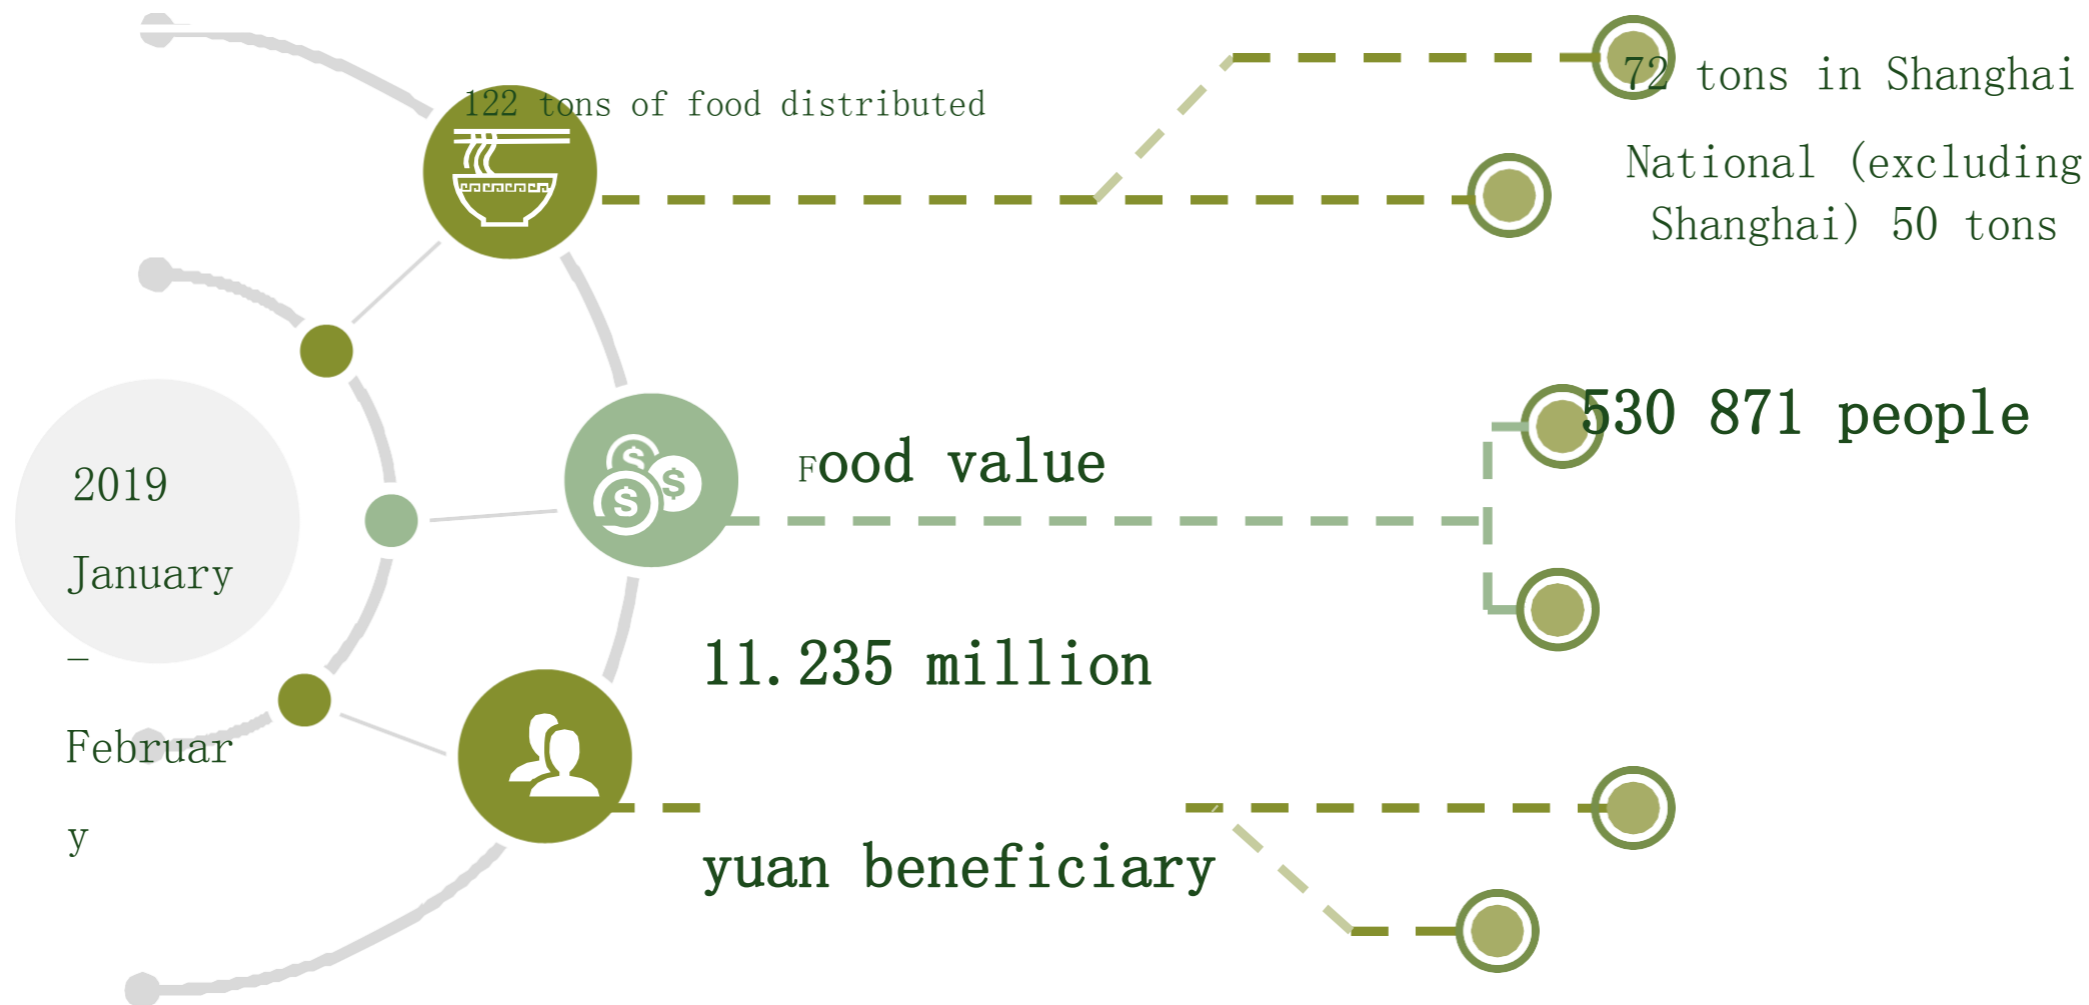 122 tons of food distributed
72 tons in Shanghai
National (excluding
Shanghai) 50 tons
530 871 people
Food value
11.235 million
yuan beneficiary
2019
January
–
Februar
y